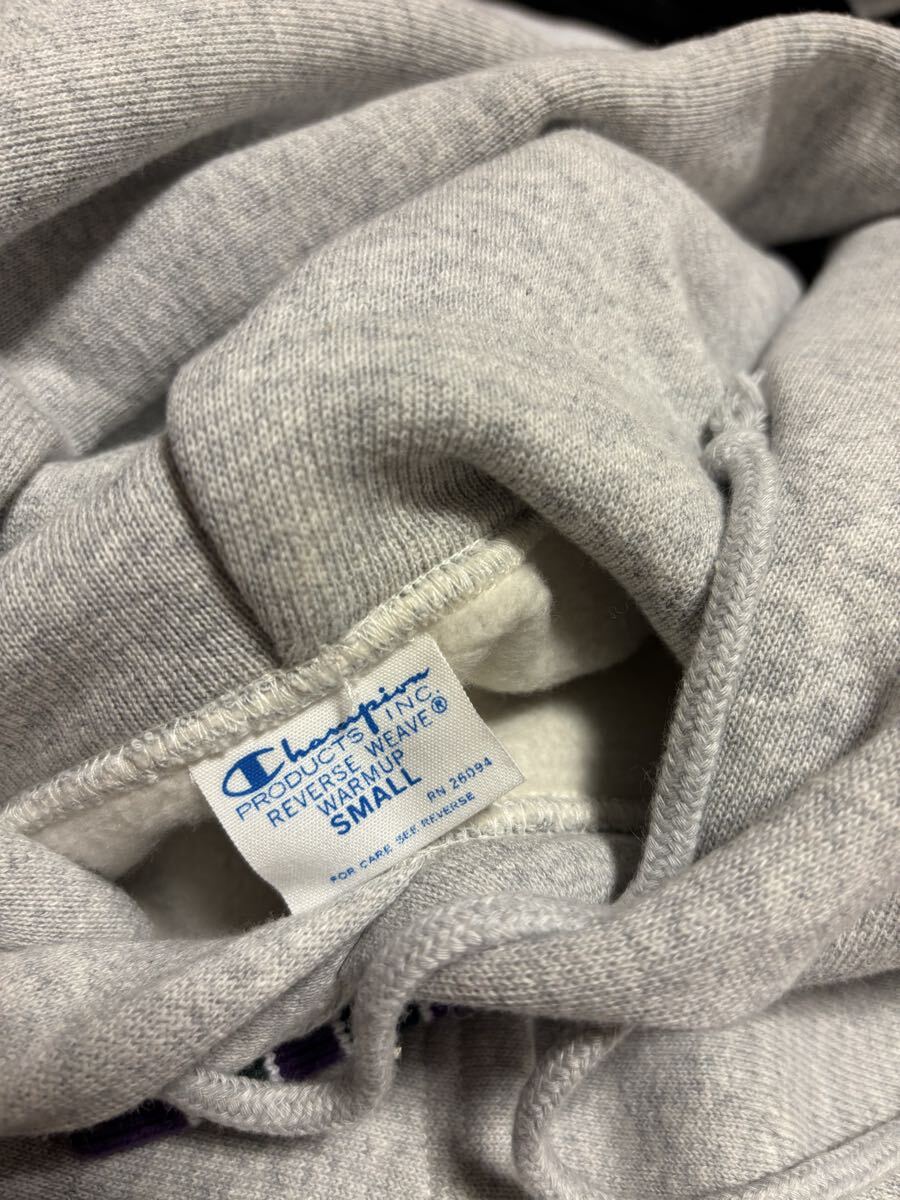 Champion
PRODUCTS INC.
REVERSE WEAVE®
WARMUP
SMALL
RN 26094
FOR CARE SEE REVERSE